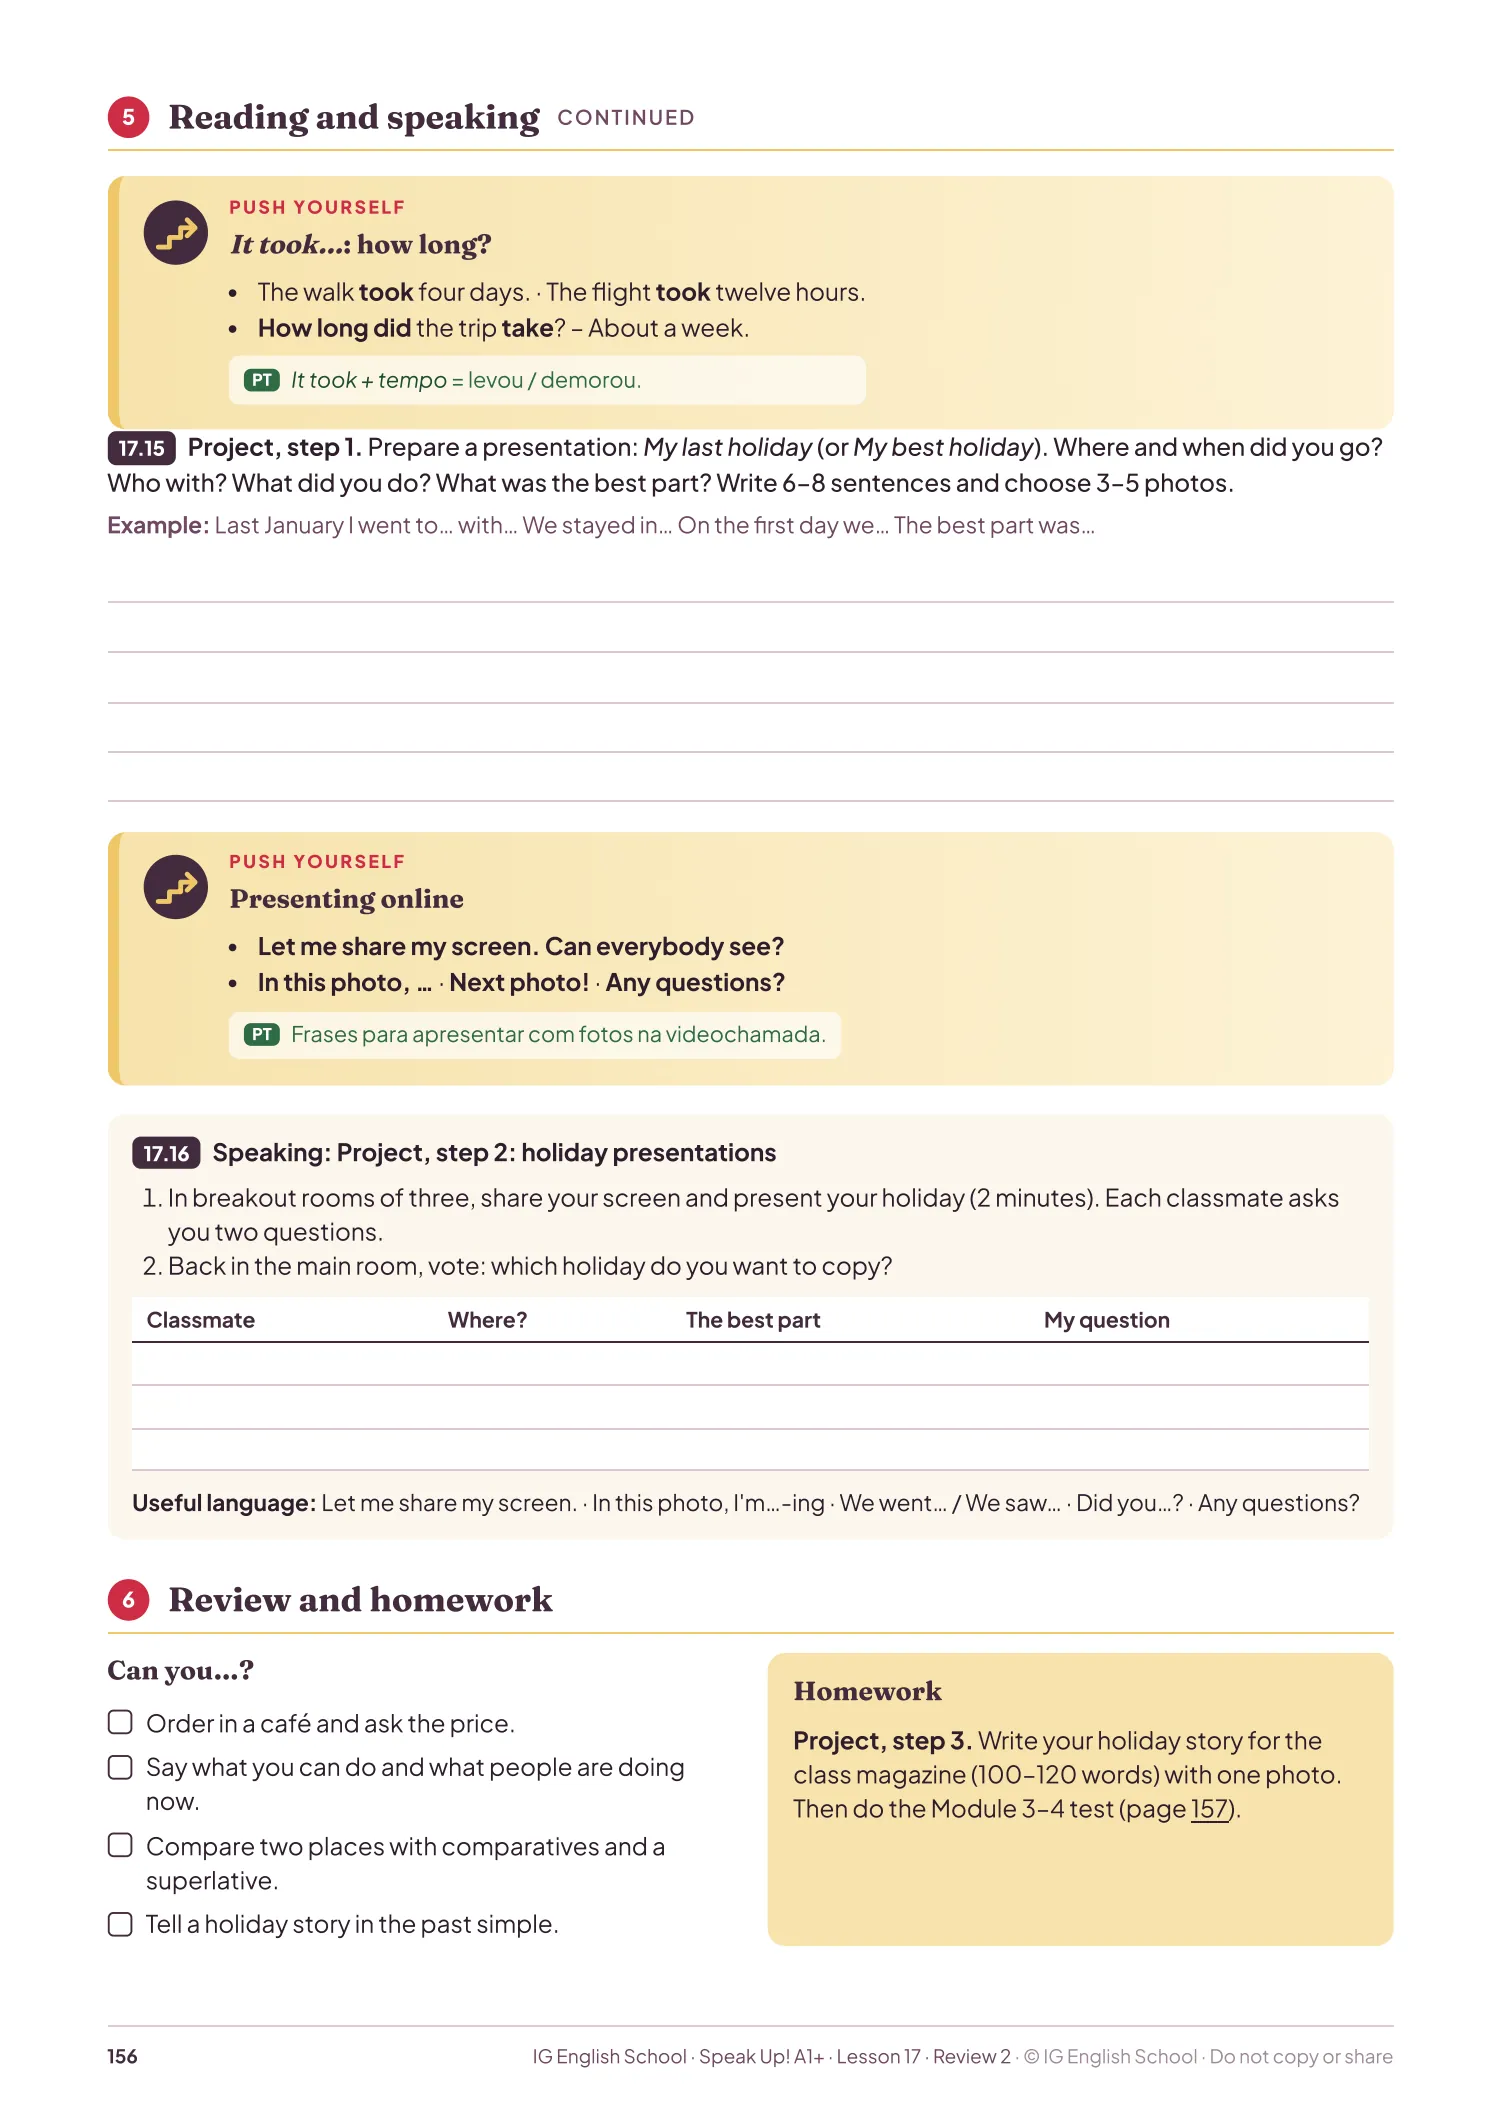 5 Reading and speaking CONTINUED
PUSH YOURSELF
It took...: how long?
• The walk took four days. · The flight took twelve hours.
• How long did the trip take? – About a week.
PT It took + tempo = levou / demorou.
17.15 Project, step 1. Prepare a presentation: My last holiday (or My best holiday). Where and when did you go?
Who with? What did you do? What was the best part? Write 6–8 sentences and choose 3–5 photos.
Example: Last January I went to... with... We stayed in... On the first day we... The best part was...
PUSH YOURSELF
Presenting online
• Let me share my screen. Can everybody see?
• In this photo, ... · Next photo! · Any questions?
PT Frases para apresentar com fotos na videochamada.
17.16 Speaking: Project, step 2: holiday presentations
1. In breakout rooms of three, share your screen and present your holiday (2 minutes). Each classmate asks
you two questions.
2. Back in the main room, vote: which holiday do you want to copy?
Classmate Where? The best part My question
Useful language: Let me share my screen. · In this photo, I'm...-ing · We went... / We saw... · Did you...? · Any questions?
6 Review and homework
Can you...?
Order in a café and ask the price.
Say what you can do and what people are doing
now.
Compare two places with comparatives and a
superlative.
Tell a holiday story in the past simple.
Homework
Project, step 3. Write your holiday story for the
class magazine (100–120 words) with one photo.
Then do the Module 3–4 test (page 157).
156 IG English School · Speak Up! A1+ · Lesson 17 · Review 2 · © IG English School · Do not copy or share